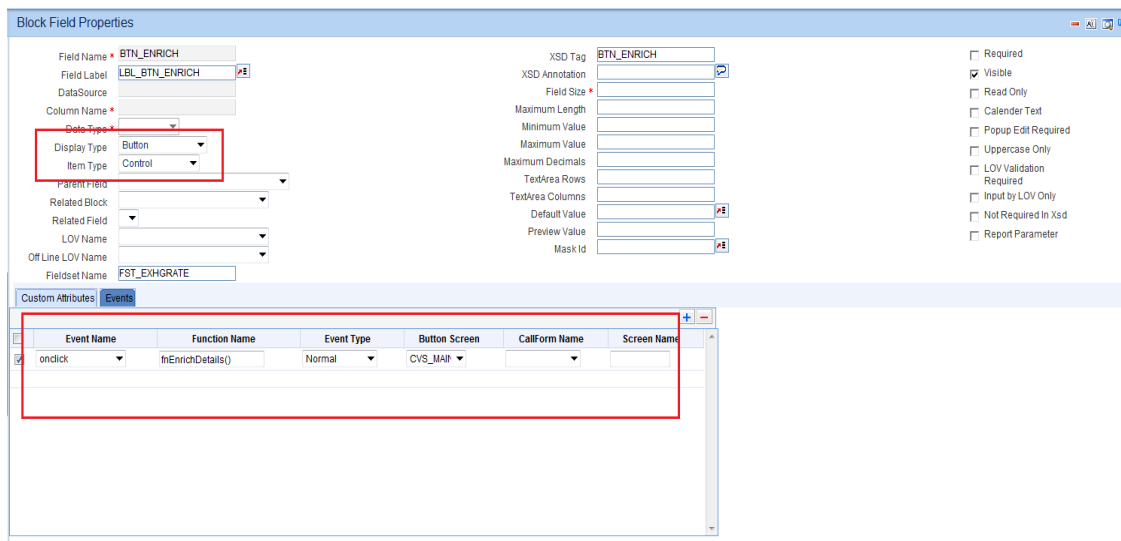 Block Field Properties
Field Name * BTN_ENRICH
Field Label LBL_BTN_ENRICH
DataSource
Column Name *
Data Type *
Display Type Button
Item Type Control
Parent Field
Related Block
Related Field
LOV Name
Off Line LOV Name
Fieldset Name FST_EXHGRATE
XSD Tag BTN_ENRICH
XSD Annotation
Field Size *
Maximum Length
Minimum Value
Maximum Value
Maximum Decimals
TextArea Rows
TextArea Columns
Default Value
Preview Value
Mask Id
Required
Visible
Read Only
Calender Text
Popup Edit Required
Uppercase Only
LOV Validation
Required
Input by LOV Only
Not Required In Xsd
Report Parameter
Custom Attributes Events
Event Name Function Name Event Type Button Screen CallForm Name Screen Name
onclick fnEnrichDetails() Normal CVS_MAIN